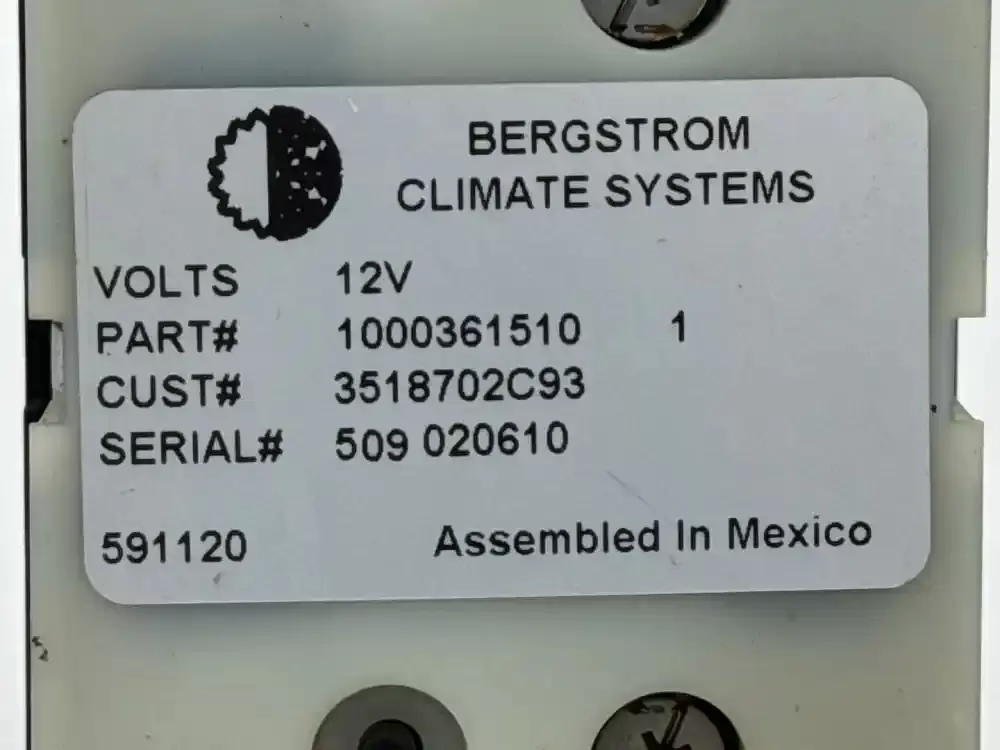 BERGSTROM
CLIMATE SYSTEMS
VOLTS 12V
PART# 1000361510 1
CUST# 3518702C93
SERIAL# 509 020610
591120 Assembled In Mexico